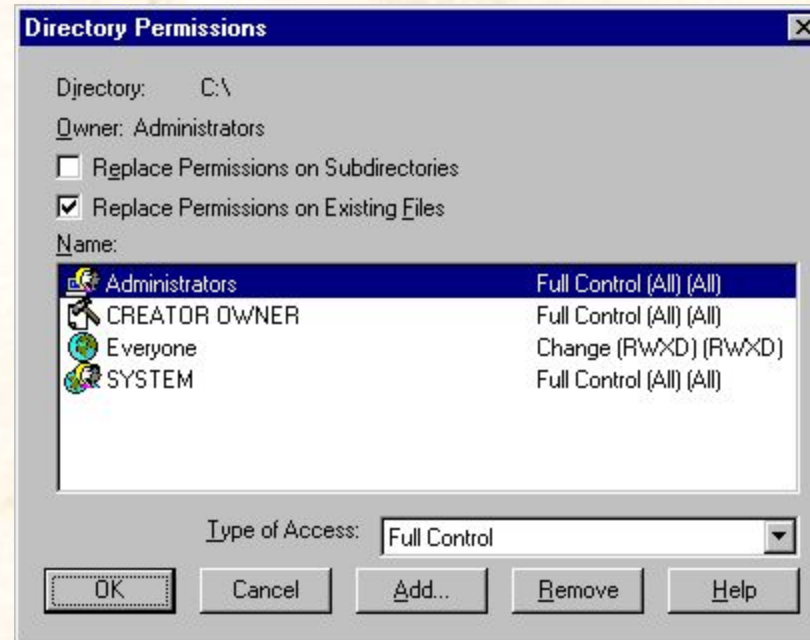 Directory Permissions
Directory: C:\
Owner: Administrators
Replace Permissions on Subdirectories
Replace Permissions on Existing Files
Name:
Administrators Full Control (All) (All)
CREATOR OWNER Full Control (All) (All)
Everyone Change (RWXD) (RWXD)
SYSTEM Full Control (All) (All)
Type of Access: Full Control
OK Cancel Add... Remove Help